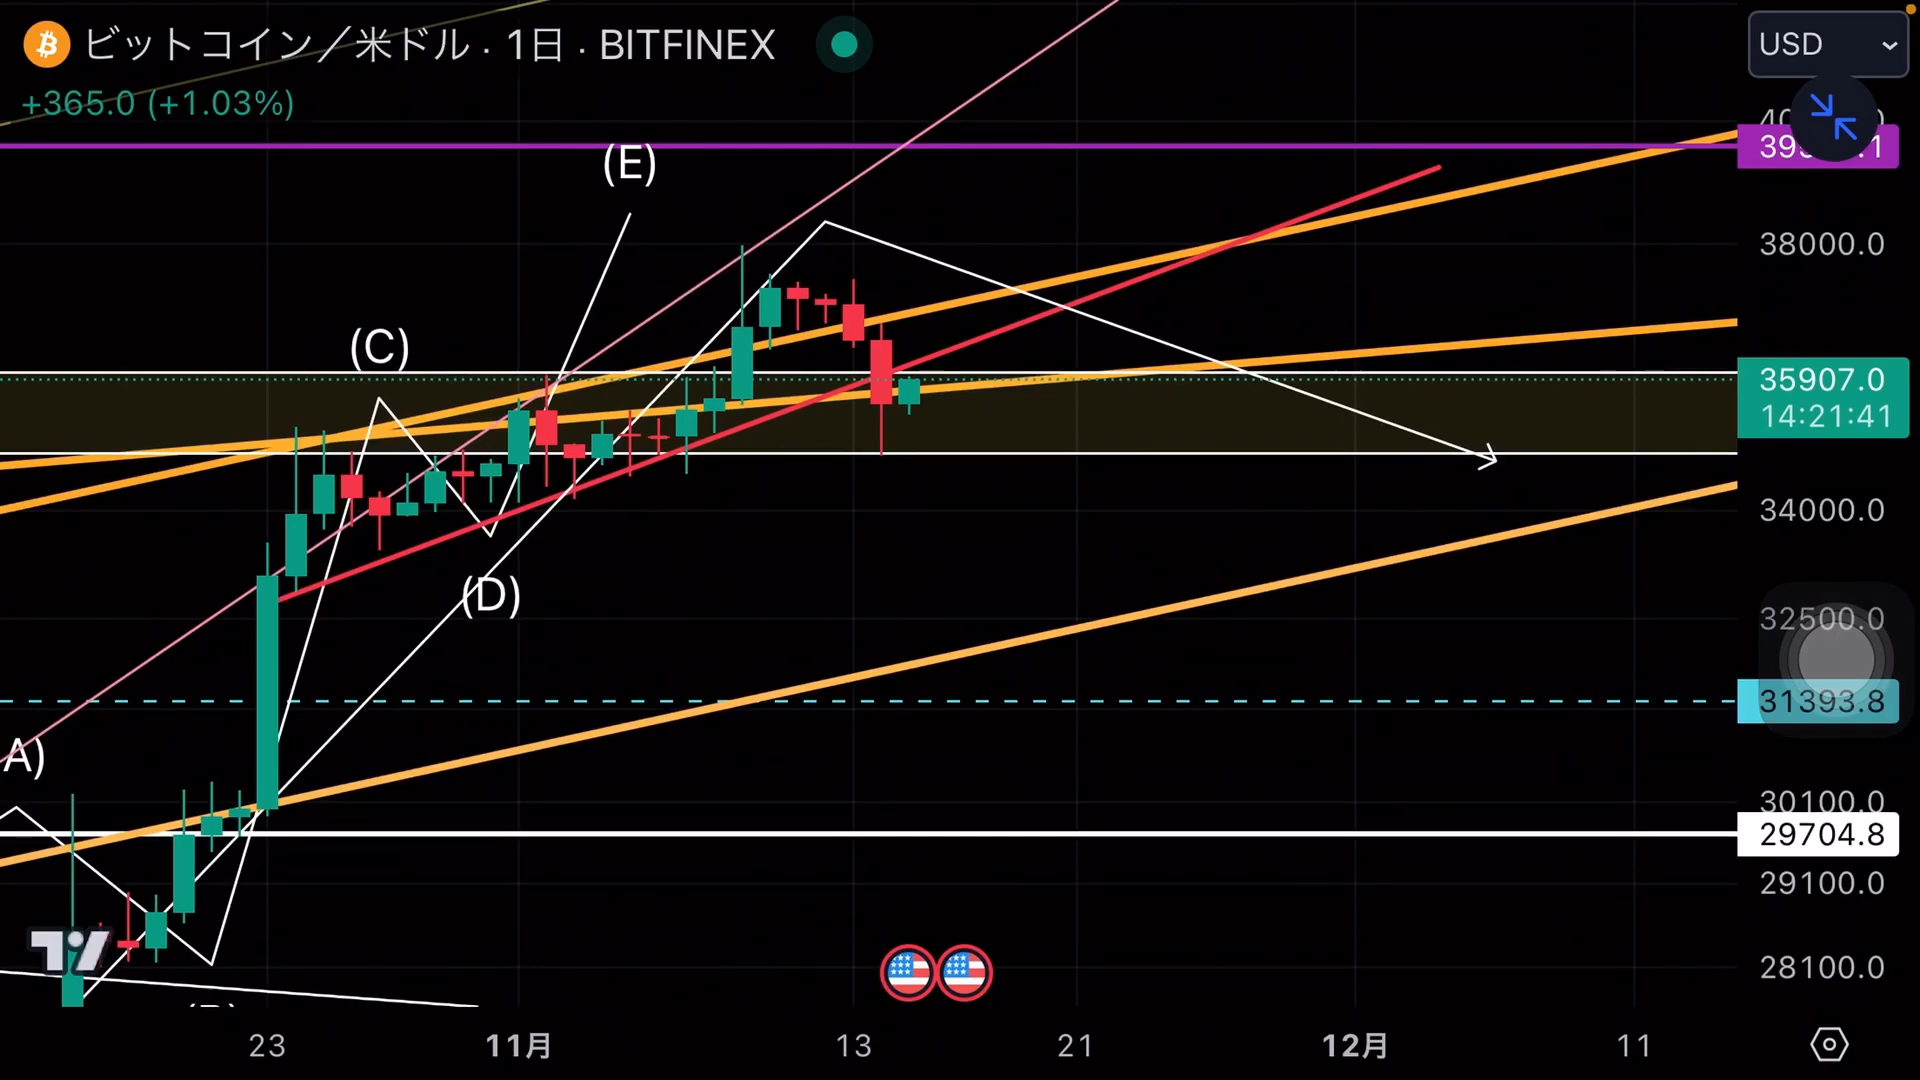 ビットコイン／米ドル · 1日 · BITFINEX
USD
+365.0 (+1.03%)
(E)
38000.0
(C)
35907.0
14:21:41
34000.0
(D)
32500.0
31393.8
A)
30100.0
29704.8
29100.0
28100.0
23
11月
13
21
12月
11